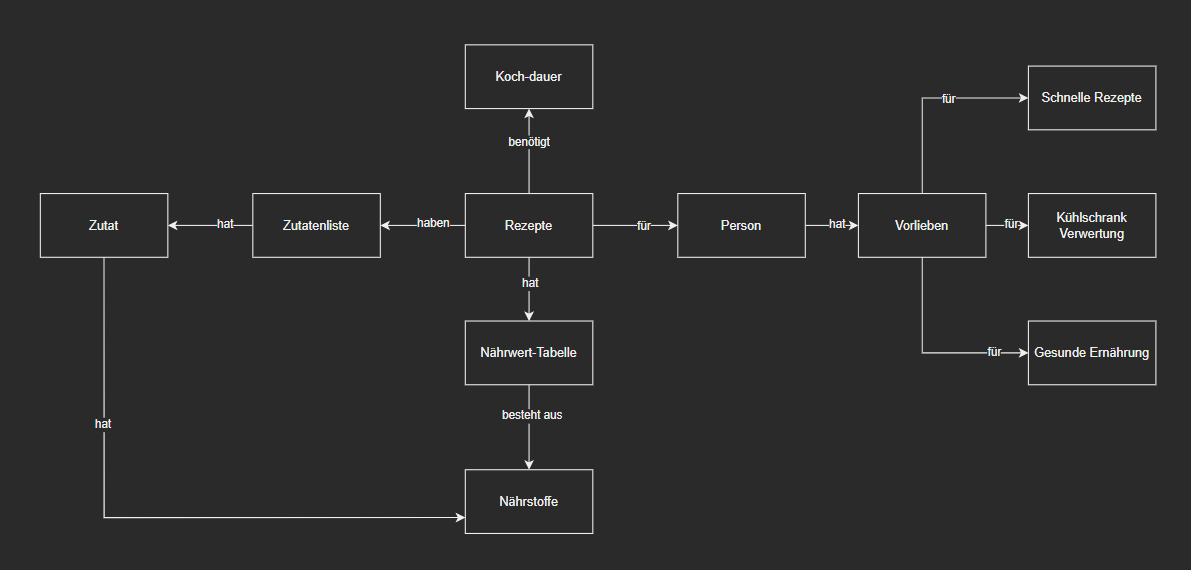 Koch-dauer
Schnelle Rezepte
für
benötigt
Zutat
hat
Zutatenliste
haben
Rezepte
für
Person
hat
Vorlieben
für
Kühlschrank
Verwertung
hat
Nährwert-Tabelle
für
Gesunde Ernährung
besteht aus
hat
Nährstoffe